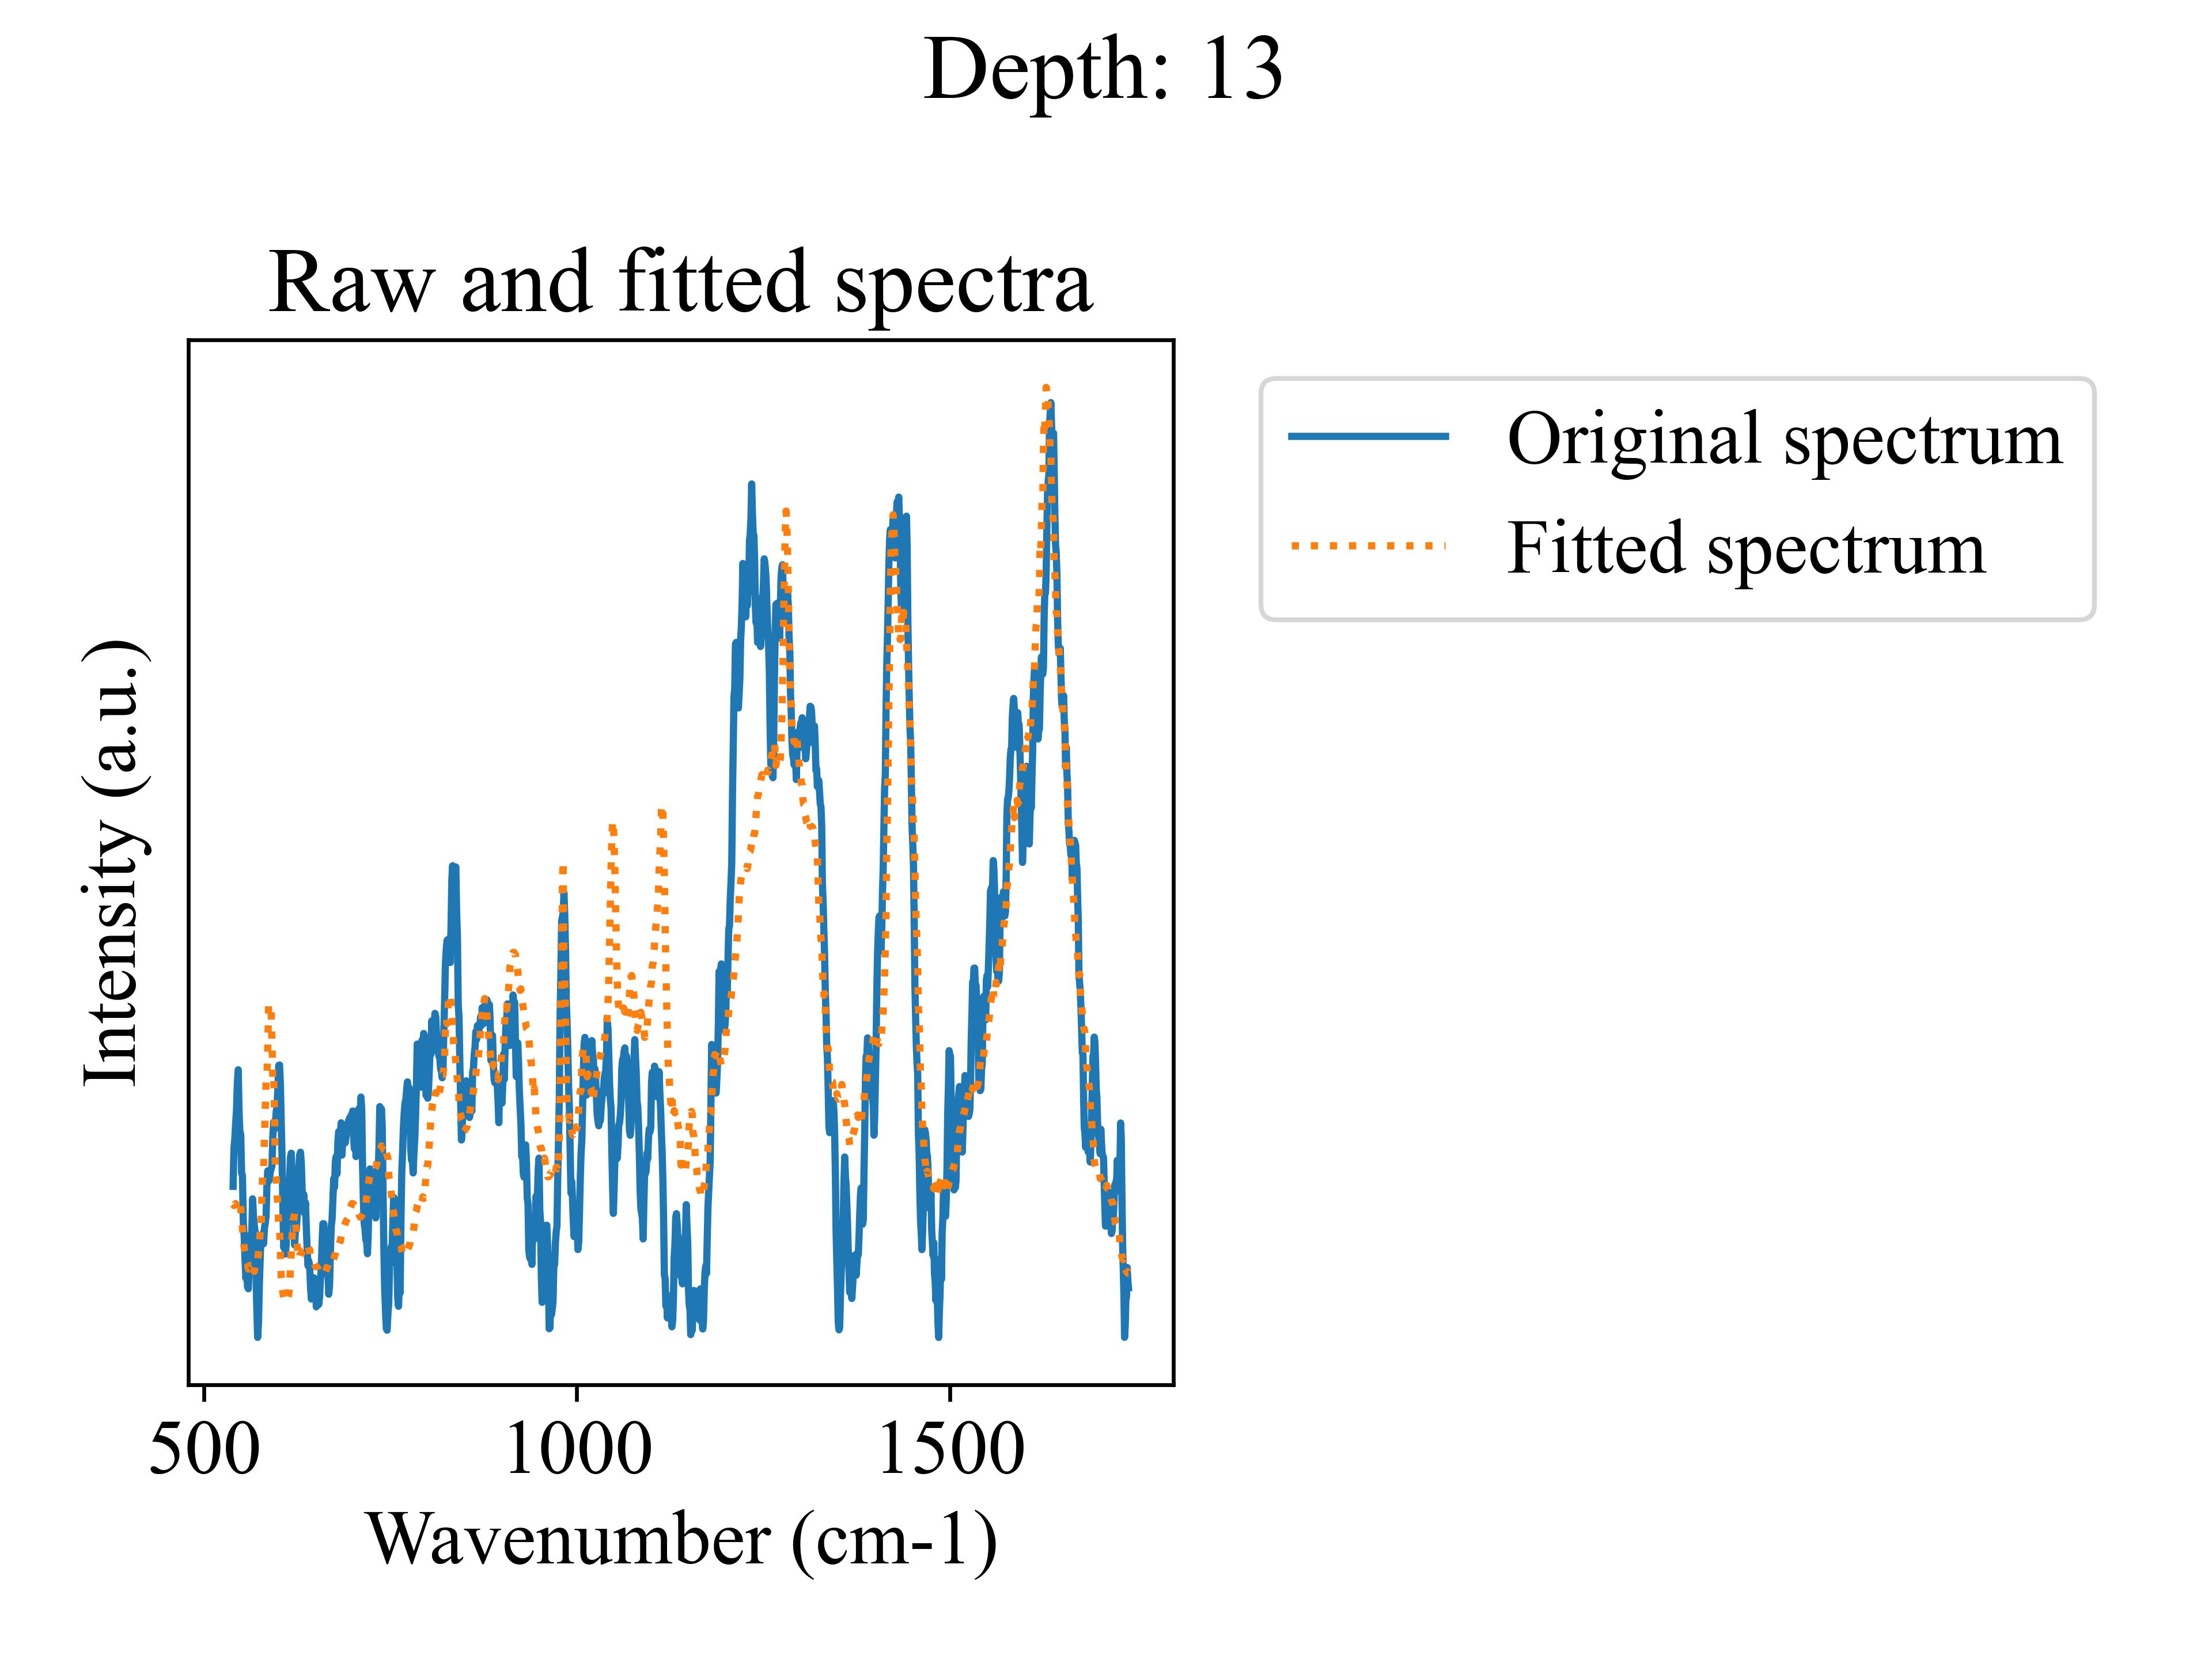 Depth: 13
Raw and fitted spectra
Original spectrum
Fitted spectrum
Intensity (a.u.)
500 1000 1500
Wavenumber (cm-1)